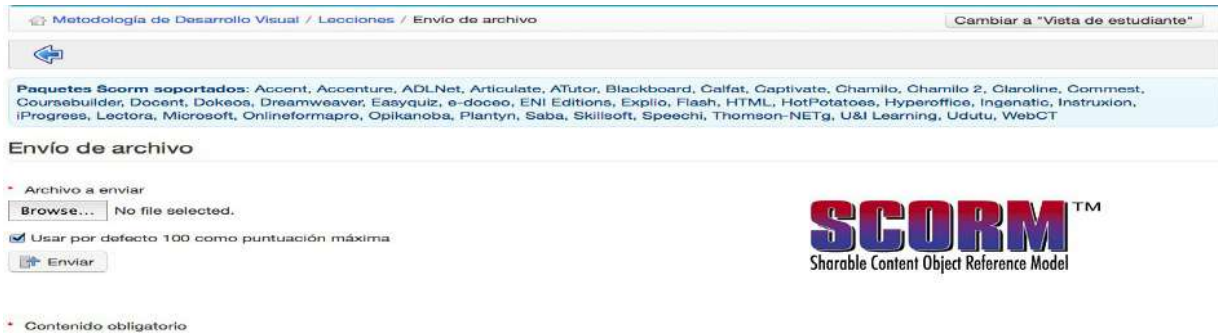 Metodología de Desarrollo Visual / Lecciones / Envío de archivo
Cambiar a "Vista de estudiante"
Paquetes Scorm soportados: Accent, Accenture, ADLNet, Articulate, ATutor, Blackboard, Calfat, Captivate, Chamilo, Chamilo 2, Claroline, Commest,
Coursebuilder, Docent, Dokeos, Dreamweaver, Easyquiz, e-doceo, ENI Editions, Explio, Flash, HTML, HotPotatoes, Hyperoffice, Ingenatic, Instruxion,
iProgress, Lectora, Microsoft, Onlineformapro, Opikanoba, Plantyn, Saba, Skillsoft, Speechi, Thomson-NETg, U&I Learning, Udutu, WebCT
Envío de archivo
* Archivo a enviar
Browse... No file selected.
Usar por defecto 100 como puntuación máxima
Enviar
SCORM™
Sharable Content Object Reference Model
* Contenido obligatorio